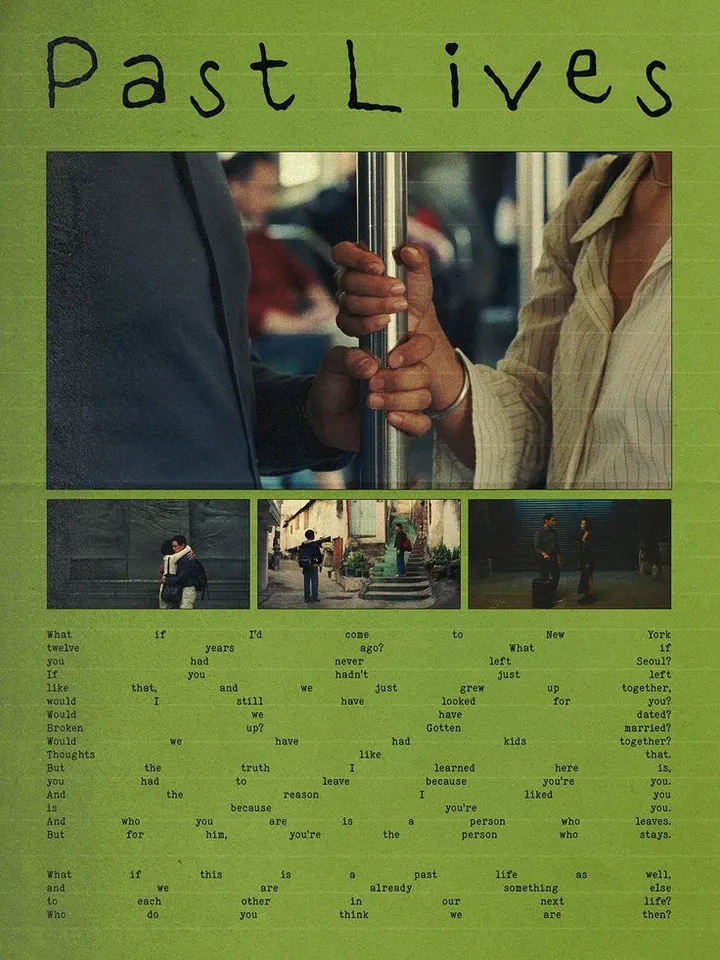 Past Lives
What if I'd come to New York
twelve years ago? What if
you had never left Seoul?
If you hadn't just left
like that, and we just grew up together,
would I still have looked for you?
Would we have dated?
Broken up? Gotten married?
Would we have had kids together?
Thoughts like that.
But the truth I learned here is,
you had to leave because you're you.
And the reason I liked you
is because you're you.
And who you are is a person who leaves.
But for him, you're the person who stays.
What if this is a past life as well,
and we are already something else
to each other in our next life?
Who do you think we are then?